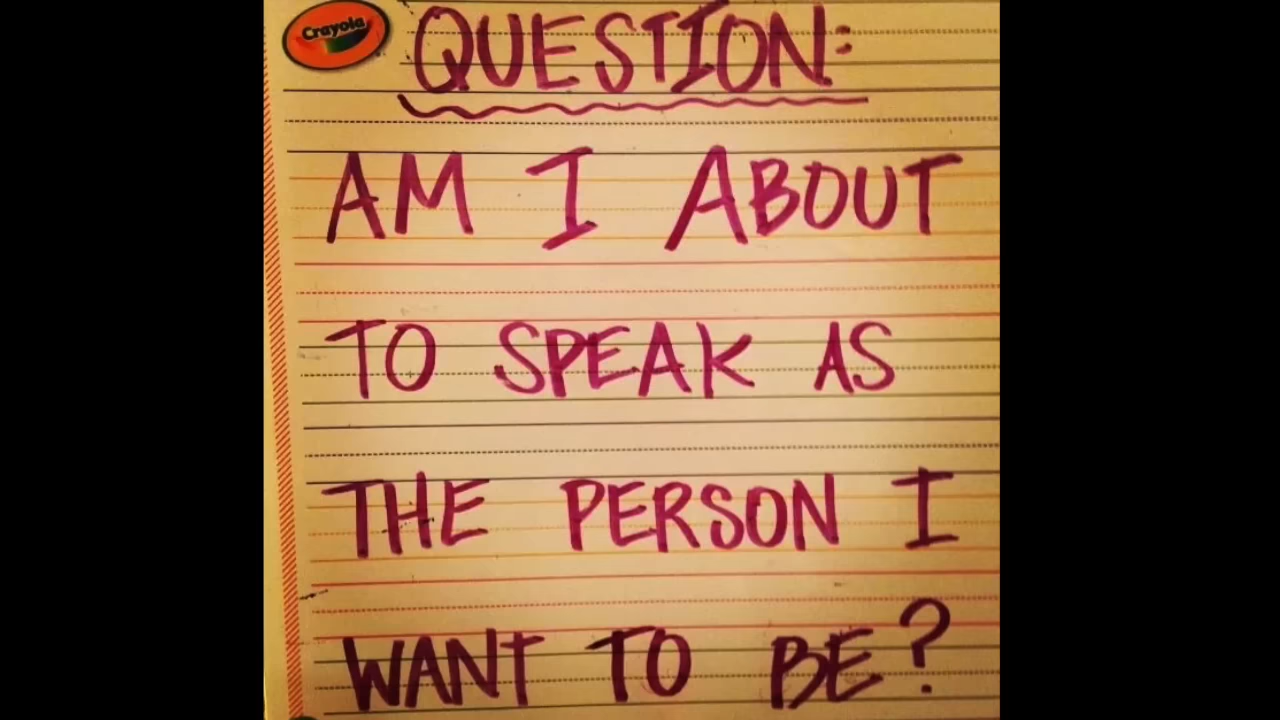 Crayola
QUESTION:
AM I ABOUT
TO SPEAK AS
THE PERSON I
WANT TO BE?